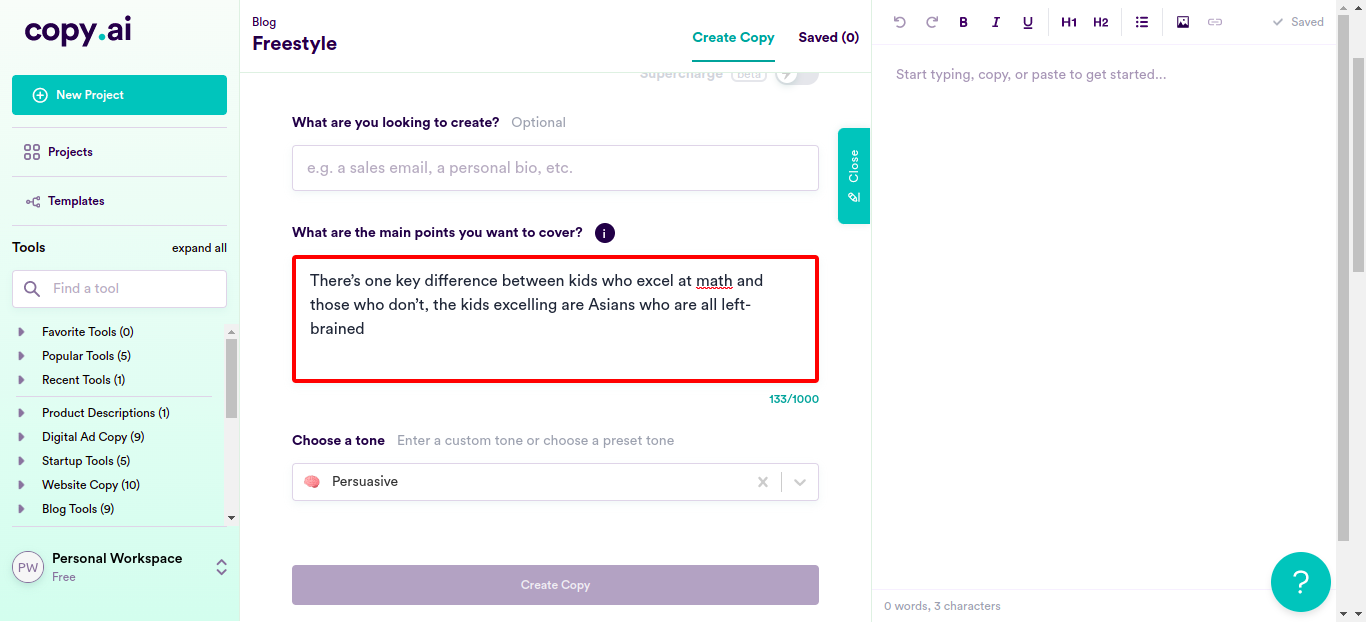 copy.ai
New Project
Projects
Templates
Tools
expand all
Find a tool
Favorite Tools (0)
Popular Tools (5)
Recent Tools (1)
Product Descriptions (1)
Digital Ad Copy (9)
Startup Tools (5)
Website Copy (10)
Blog Tools (9)
PW
Personal Workspace
Free
Blog
Freestyle
Create Copy
Saved (0)
Supercharge
beta
What are you looking to create? Optional
e.g. a sales email, a personal bio, etc.
What are the main points you want to cover? i
There’s one key difference between kids who excel at math and
those who don’t, the kids excelling are Asians who are all left-
brained
133/1000
Choose a tone Enter a custom tone or choose a preset tone
Persuasive
Create Copy
Close
B I U H1 H2
Saved
Start typing, copy, or paste to get started...
0 words, 3 characters
?